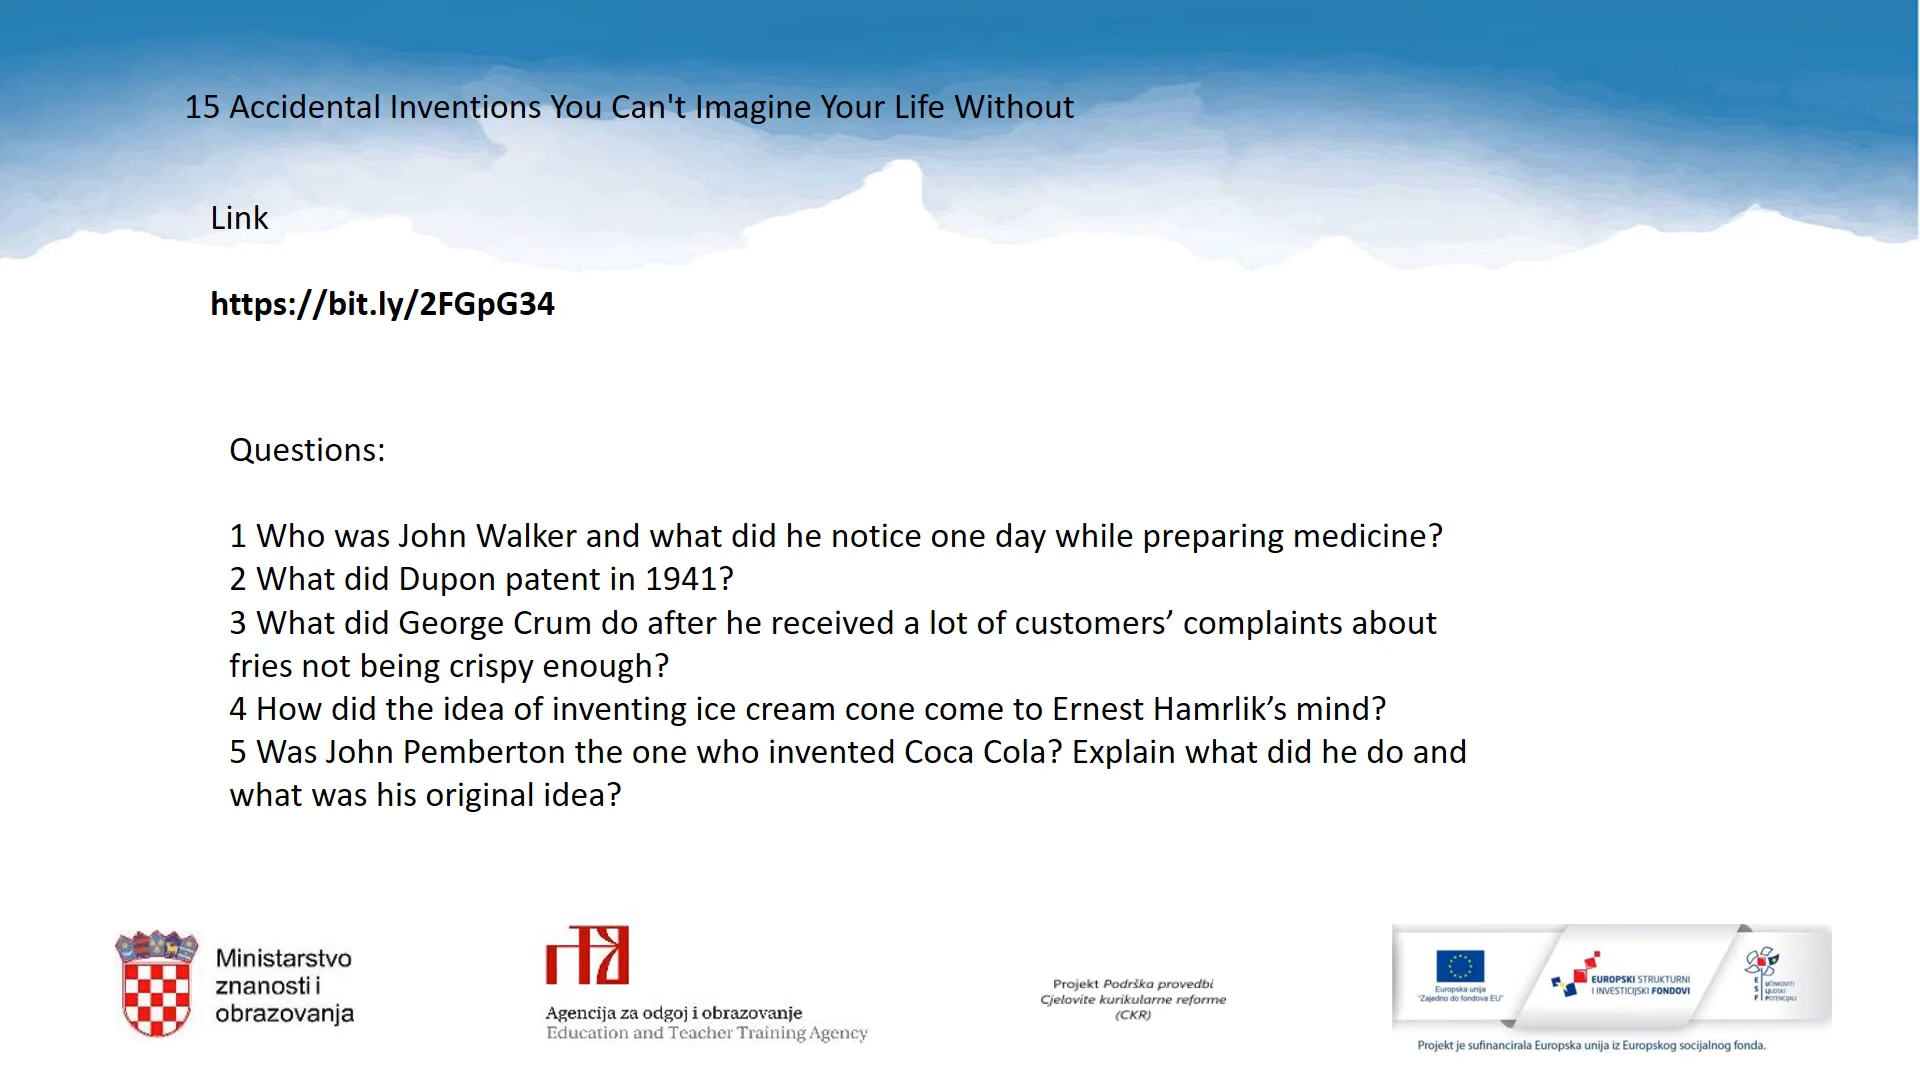 15 Accidental Inventions You Can't Imagine Your Life Without
Link
https://bit.ly/2FGpG34
Questions:
1 Who was John Walker and what did he notice one day while preparing medicine?
2 What did Dupon patent in 1941?
3 What did George Crum do after he received a lot of customers’ complaints about
fries not being crispy enough?
4 How did the idea of inventing ice cream cone come to Ernest Hamrlik’s mind?
5 Was John Pemberton the one who invented Coca Cola? Explain what did he do and
what was his original idea?
Ministarstvo
znanosti i
obrazovanja
Agencija za odgoj i obrazovanje
Education and Teacher Training Agency
Projekt Podrška provedbi
Cjelovite kurikularne reforme
(CKR)
Europska unija
"Zajedno do fondova EU"
EUROPSKI STRUKTURNI
I INVESTICIJSKI FONDOVI
ESF
UČINKOVITI
LJUDSKI
POTENCIJALI
Projekt je sufinancirala Europska unija iz Europskog socijalnog fonda.